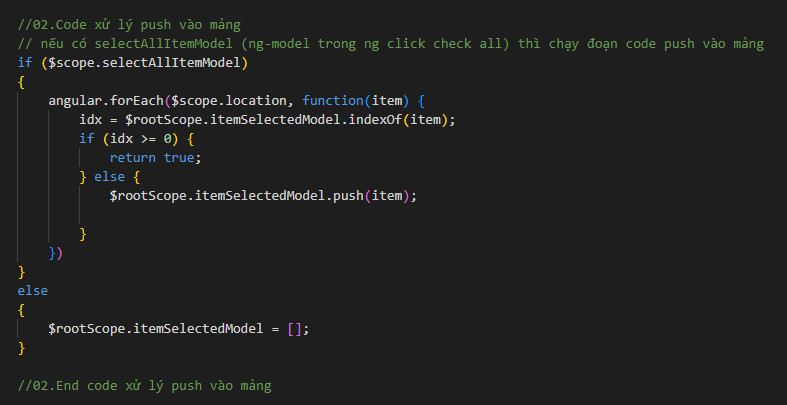 //02.Code xử lý push vào mảng
// nếu có selectAllItemModel (ng-model trong ng click check all) thì chạy đoạn code push vào mảng
if ($scope.selectAllItemModel)
{
    angular.forEach($scope.location, function(item) {
        idx = $rootScope.itemSelectedModel.indexOf(item);
        if (idx >= 0) {
            return true;
        } else {
            $rootScope.itemSelectedModel.push(item);

        }
    })
}
else
{
    $rootScope.itemSelectedModel = [];
}

//02.End code xử lý push vào mảng